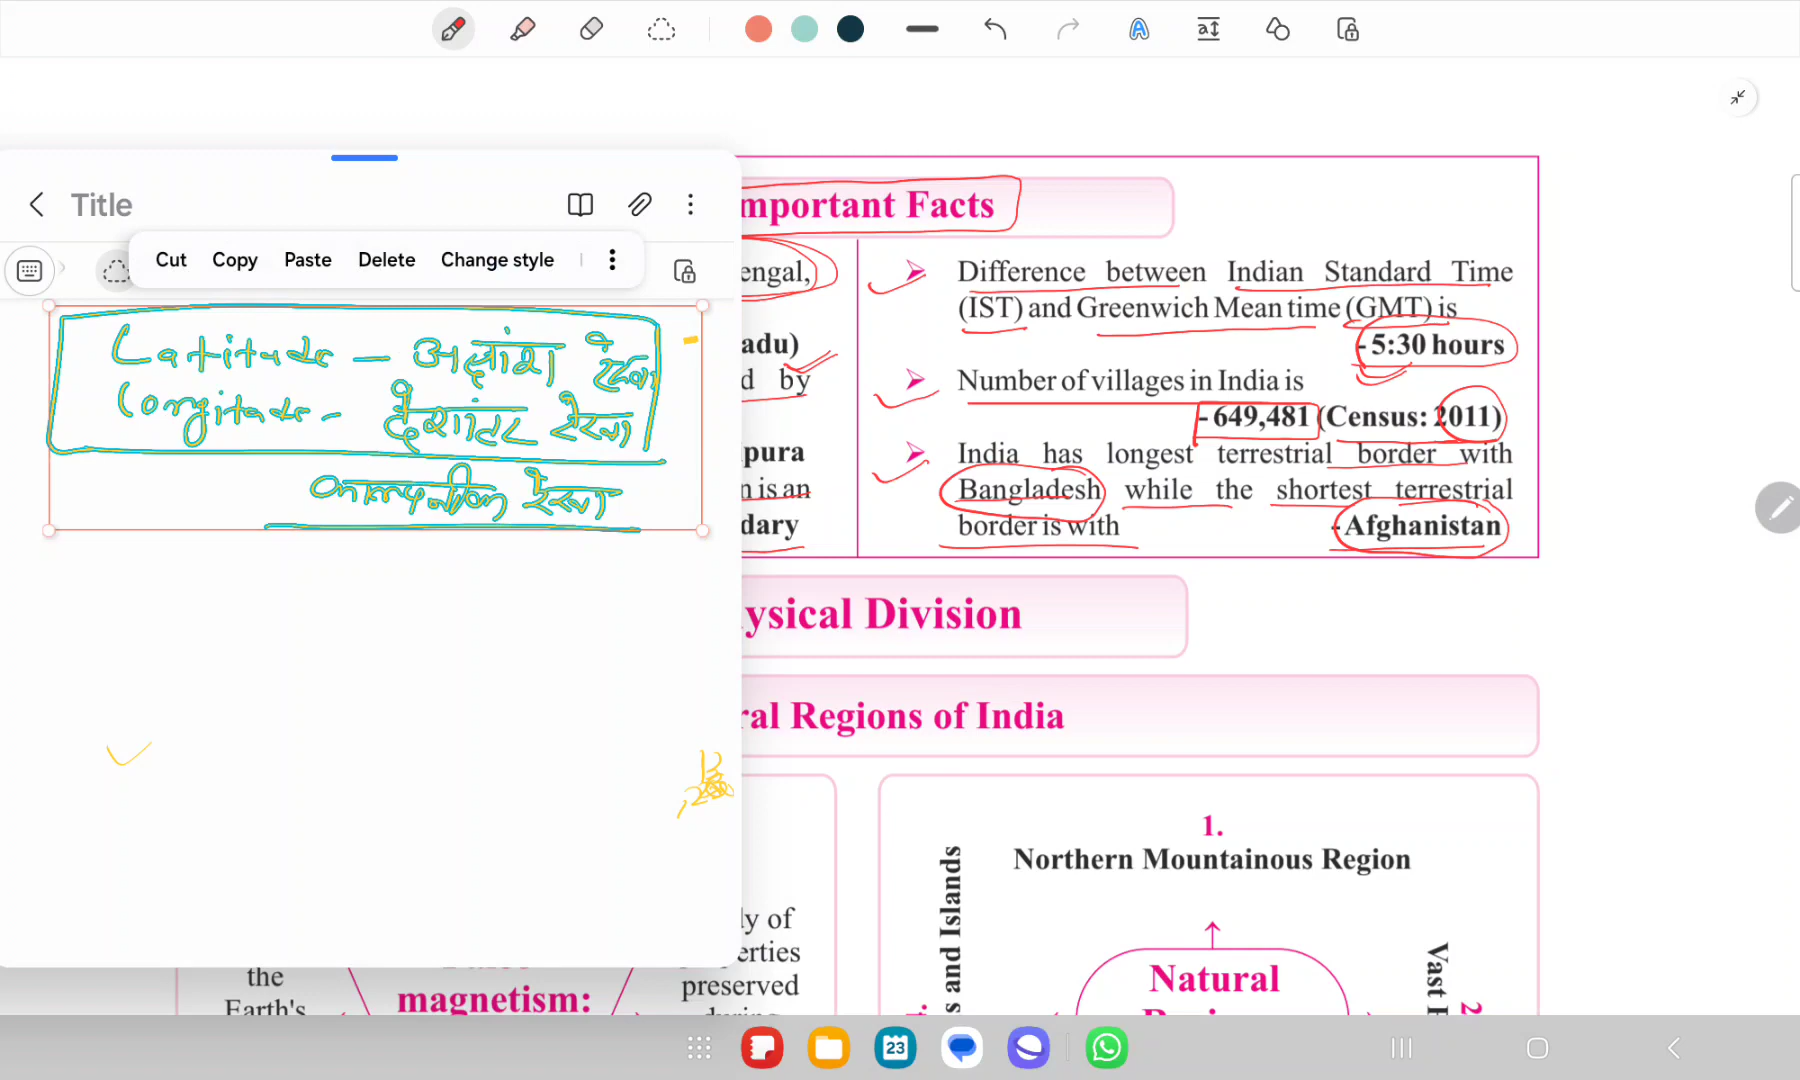 Title
Cut Copy Paste Delete Change style
Latitude – अक्षांश रेखा
Longitude – देशांतर रेखा
काल्पनिक रेखा
mportant Facts
engal,
adu)
d by
pura
n is an
dary
Difference between Indian Standard Time
(IST) and Greenwich Mean time (GMT) is
- 5:30 hours
Number of villages in India is
- 649,481 (Census: 2011)
India has longest terrestrial border with
Bangladesh while the shortest terrestrial
border is with - Afghanistan
ysical Division
ral Regions of India
ly of
erties
preserved
the
Earth's
magnetism:
1.
Northern Mountainous Region
s and Islands
Natural
Vast
2
23